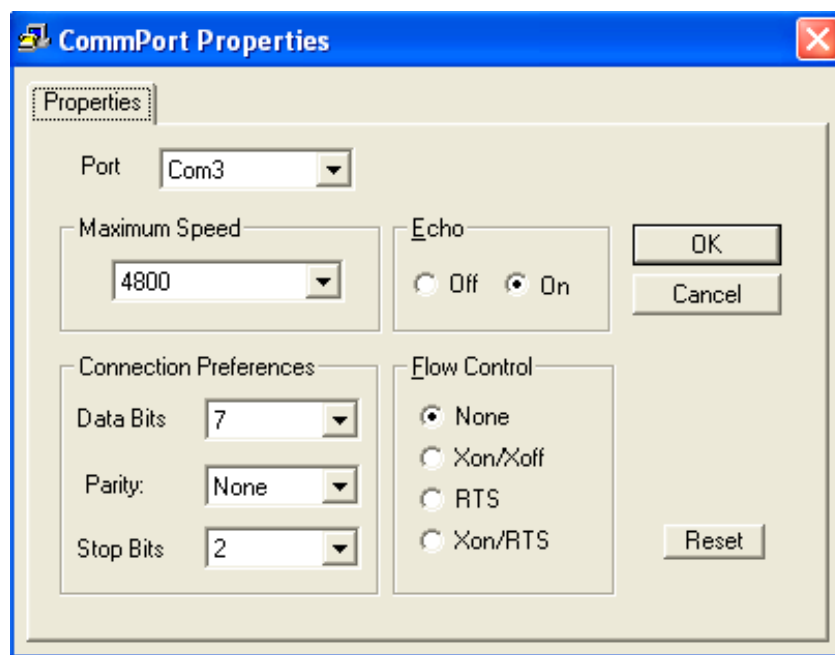 CommPort Properties
Properties
Port Com3
Maximum Speed
4800
Echo
Off On
OK
Cancel
Connection Preferences
Data Bits 7
Parity: None
Stop Bits 2
Flow Control
None
Xon/Xoff
RTS
Xon/RTS
Reset